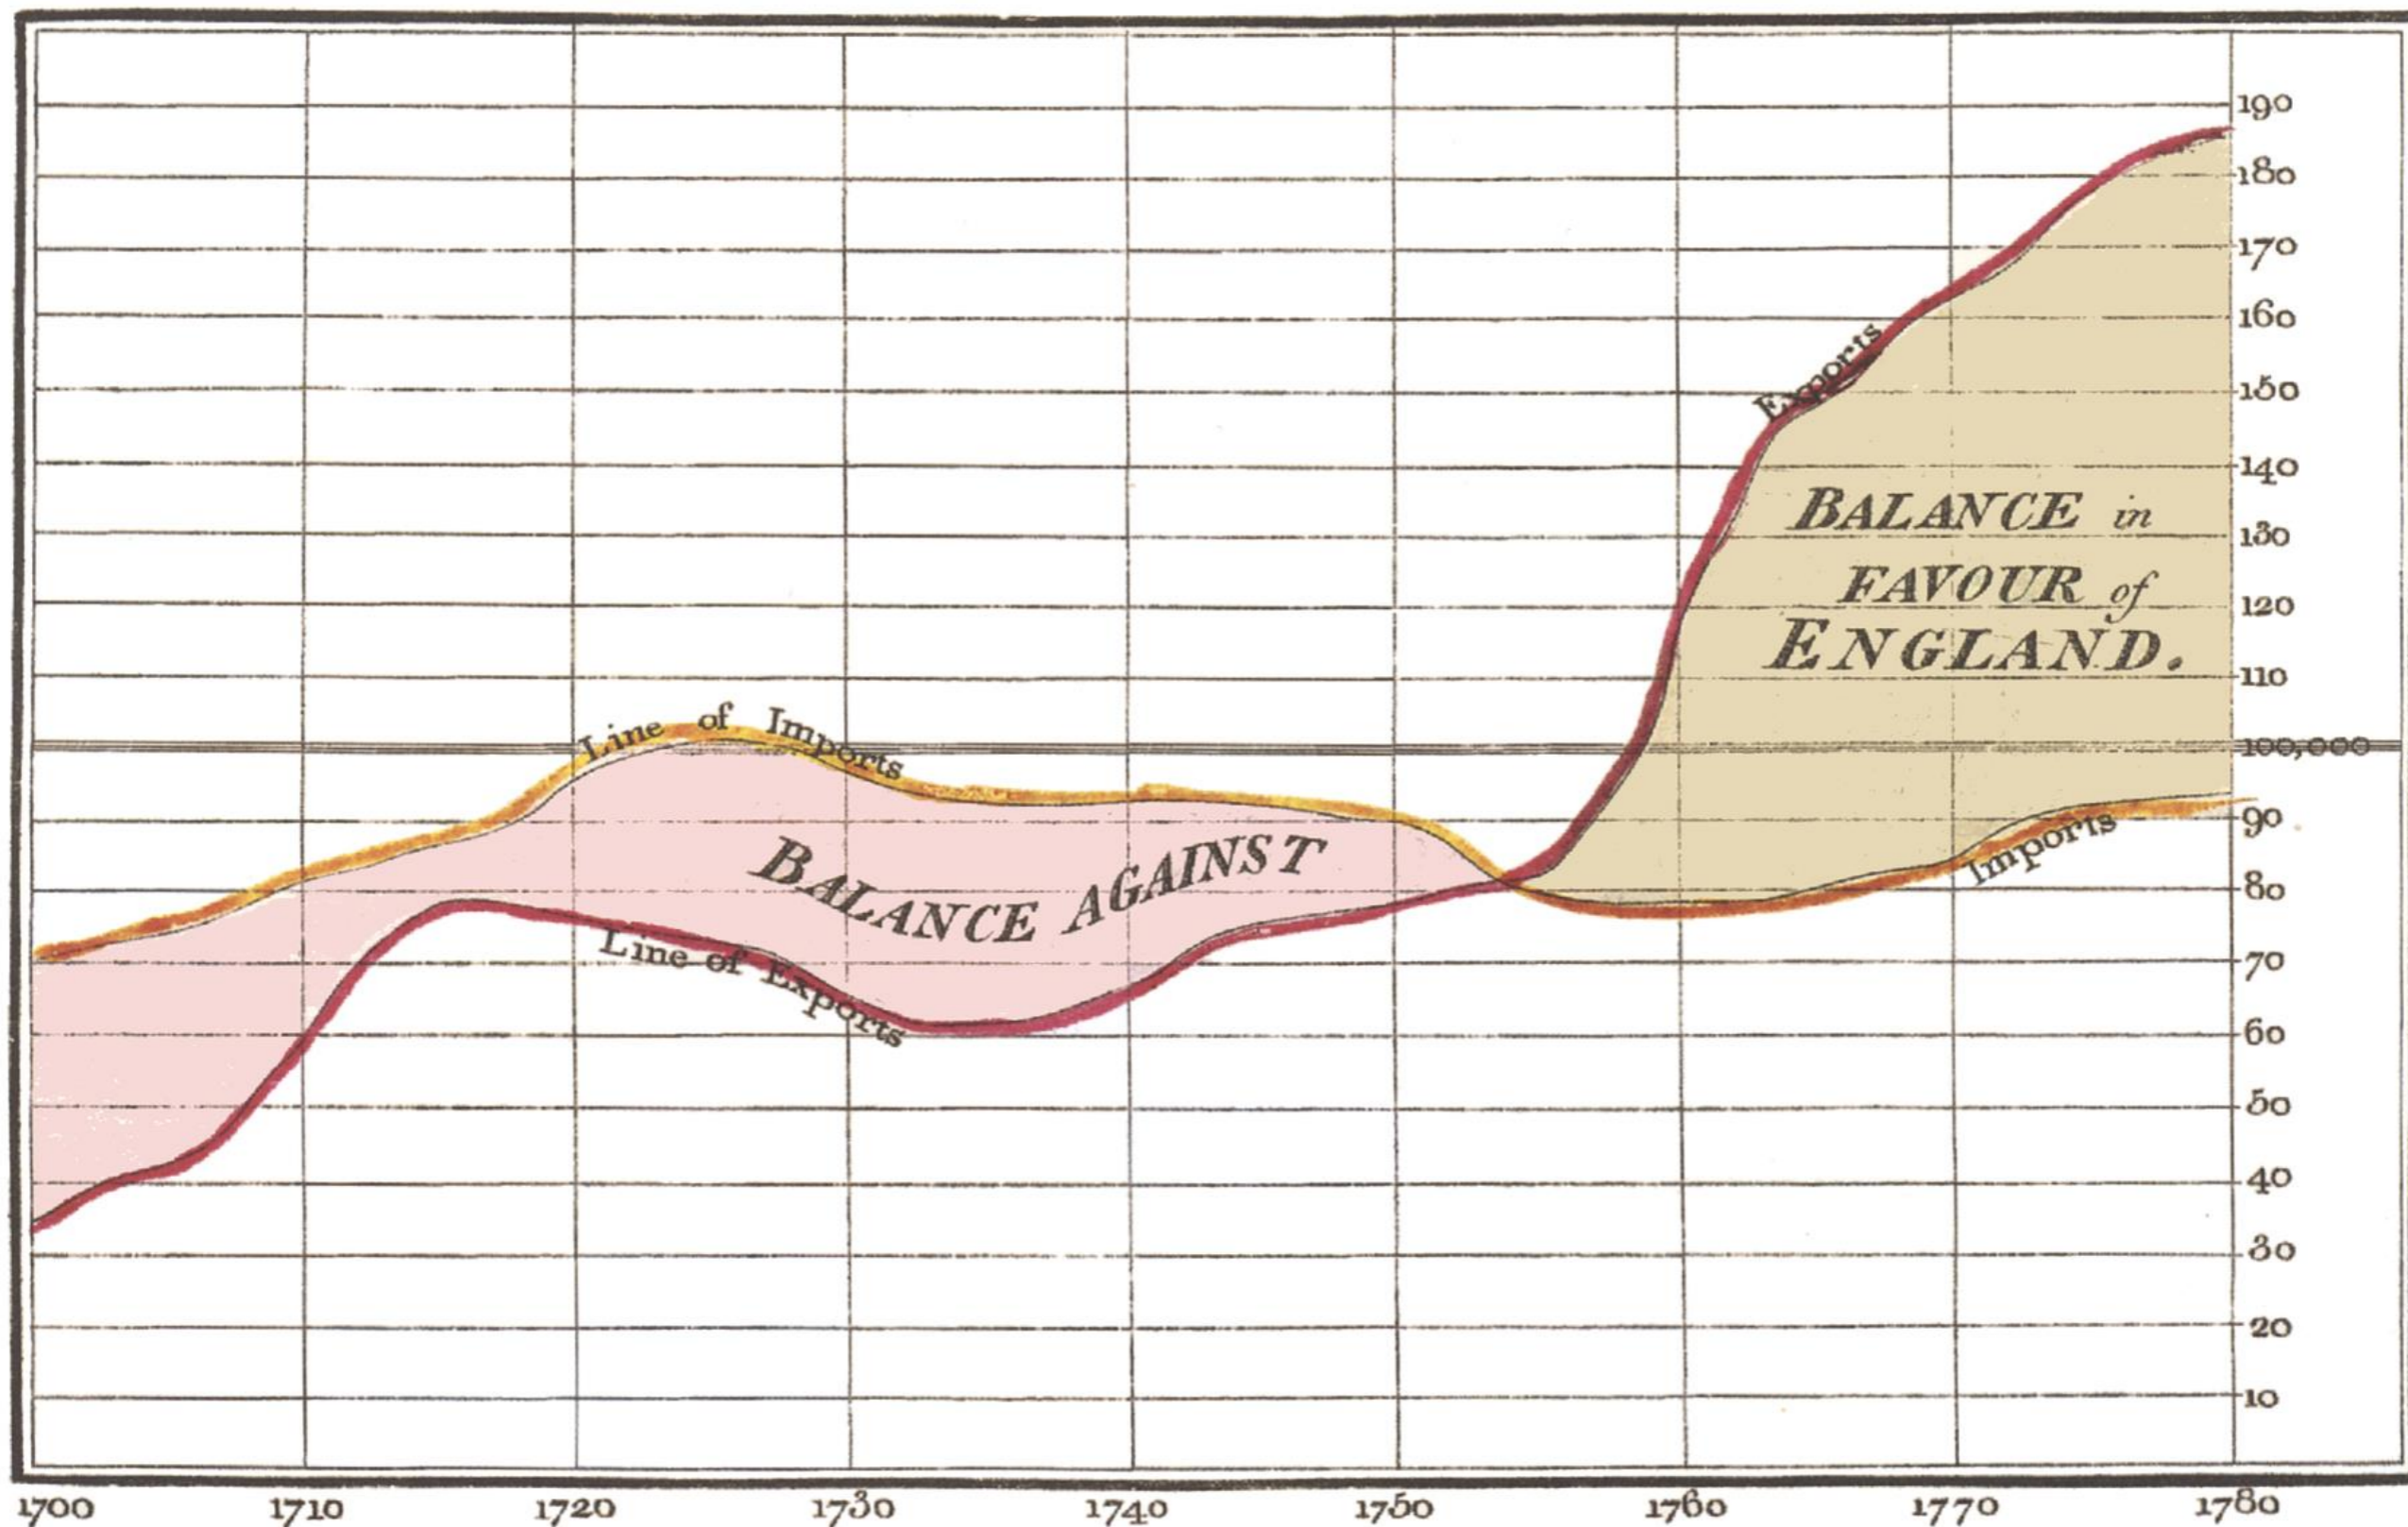 190
180
170
160
150
140
130
120
110
100,000
90
80
70
60
50
40
30
20
10
Exports
BALANCE in
FAVOUR of
ENGLAND.
Line of Imports
BALANCE AGAINST
Imports
Line of Exports
1700 1710 1720 1730 1740 1750 1760 1770 1780